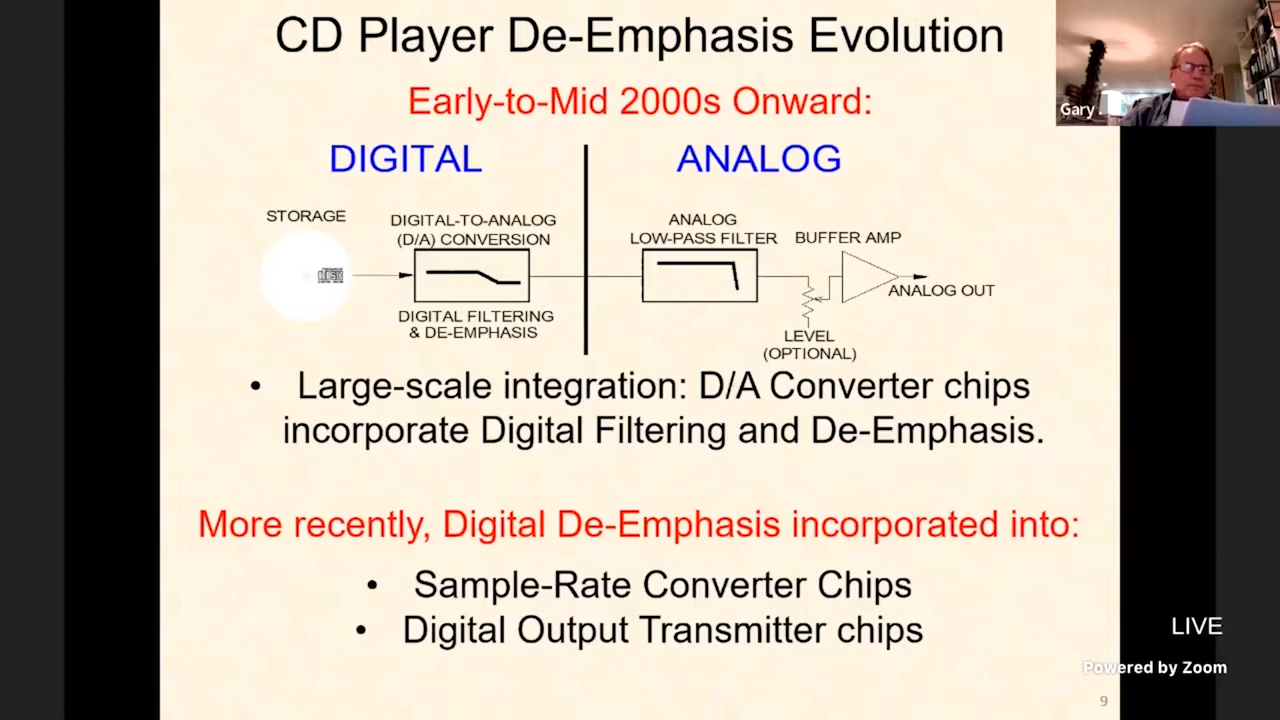 CD Player De-Emphasis Evolution
Early-to-Mid 2000s Onward:
Gary
DIGITAL
ANALOG
STORAGE
DIGITAL-TO-ANALOG
(D/A) CONVERSION
DIGITAL FILTERING
& DE-EMPHASIS
ANALOG
LOW-PASS FILTER
BUFFER AMP
ANALOG OUT
LEVEL
(OPTIONAL)
• Large-scale integration: D/A Converter chips
incorporate Digital Filtering and De-Emphasis.
More recently, Digital De-Emphasis incorporated into:
• Sample-Rate Converter Chips
• Digital Output Transmitter chips
LIVE
Powered by Zoom
9